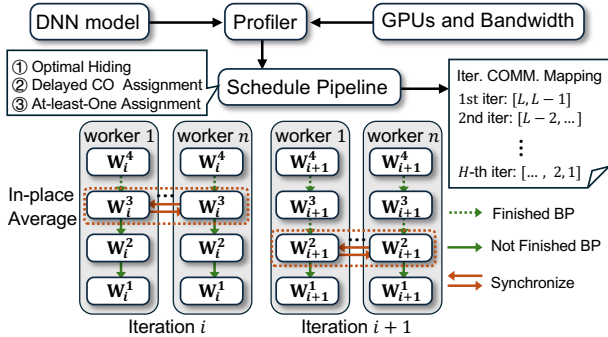 DNN model
Profiler
GPUs and Bandwidth
① Optimal Hiding
② Delayed CO Assignment
③ At-least-One Assignment
Schedule Pipeline
Iter. COMM. Mapping
1st iter: [L, L − 1]
2nd iter: [L − 2, ...]
⋮
H-th iter: [... , 2,1]
worker 1
worker n
worker 1
worker n
W_i^4
W_i^4
W_{i+1}^4
W_{i+1}^4
In-place
Average
W_i^3
...
W_i^3
W_{i+1}^3
W_{i+1}^3
W_i^2
W_i^2
W_{i+1}^2
...
W_{i+1}^2
W_i^1
W_i^1
W_{i+1}^1
W_{i+1}^1
Iteration i
Iteration i + 1
Finished BP
Not Finished BP
Synchronize